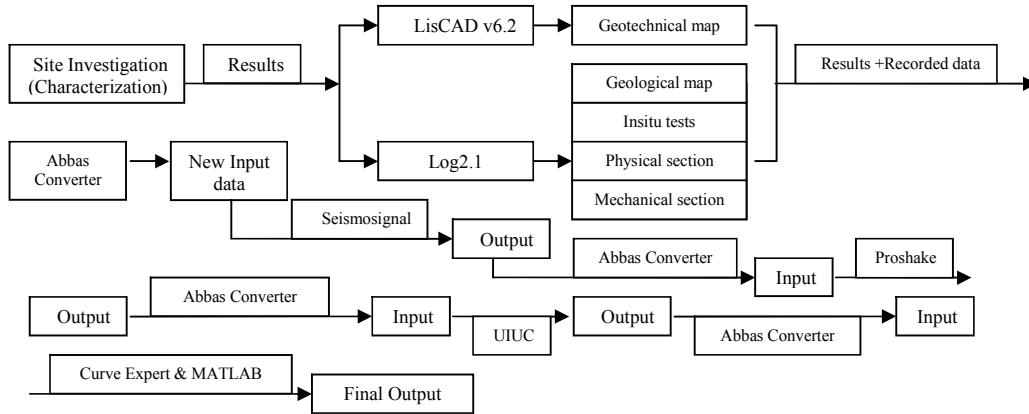 LisCAD v6.2
Geotechnical map
Site Investigation
(Characterization)
Results
Results +Recorded data
Geological map
Insitu tests
Log2.1
Physical section
Mechanical section
Abbas
Converter
New Input
data
Seismosignal
Output
Abbas Converter
Input
Proshake
Output
Abbas Converter
Input
UIUC
Output
Abbas Converter
Input
Curve Expert & MATLAB
Final Output